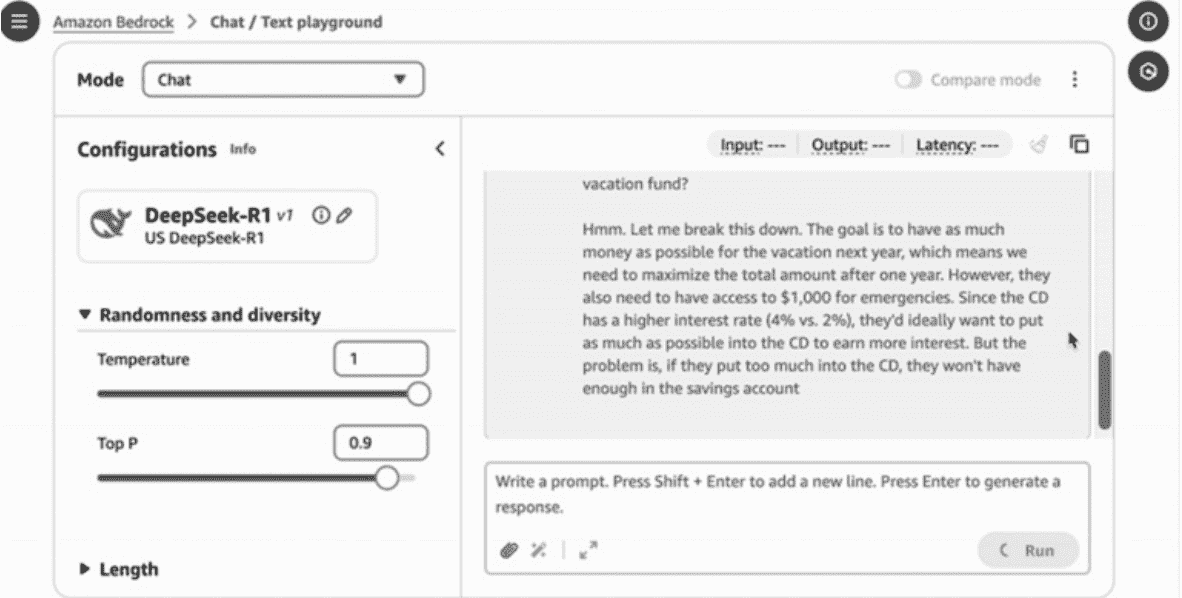 Amazon Bedrock > Chat / Text playground
Mode Chat
Compare mode
Configurations Info
Input: --- Output: --- Latency: ---
DeepSeek-R1 v1
US DeepSeek-R1
Randomness and diversity
Temperature 1
Top P 0.9
Length
vacation fund?
Hmm. Let me break this down. The goal is to have as much
money as possible for the vacation next year, which means we
need to maximize the total amount after one year. However, they
also need to have access to $1,000 for emergencies. Since the CD
has a higher interest rate (4% vs. 2%), they'd ideally want to put
as much as possible into the CD to earn more interest. But the
problem is, if they put too much into the CD, they won't have
enough in the savings account
Write a prompt. Press Shift + Enter to add a new line. Press Enter to generate a
response.
Run